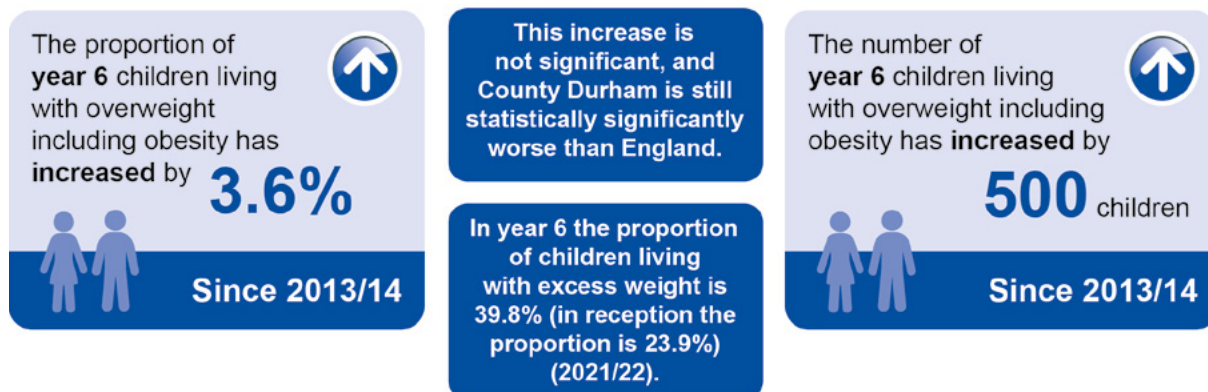 The proportion of
year 6 children living
with overweight
including obesity has
increased by
3.6%
Since 2013/14
This increase is
not significant, and
County Durham is still
statistically significantly
worse than England.
In year 6 the proportion
of children living
with excess weight is
39.8% (in reception the
proportion is 23.9%)
(2021/22).
The number of
year 6 children living
with overweight including
obesity has increased by
500 children
Since 2013/14